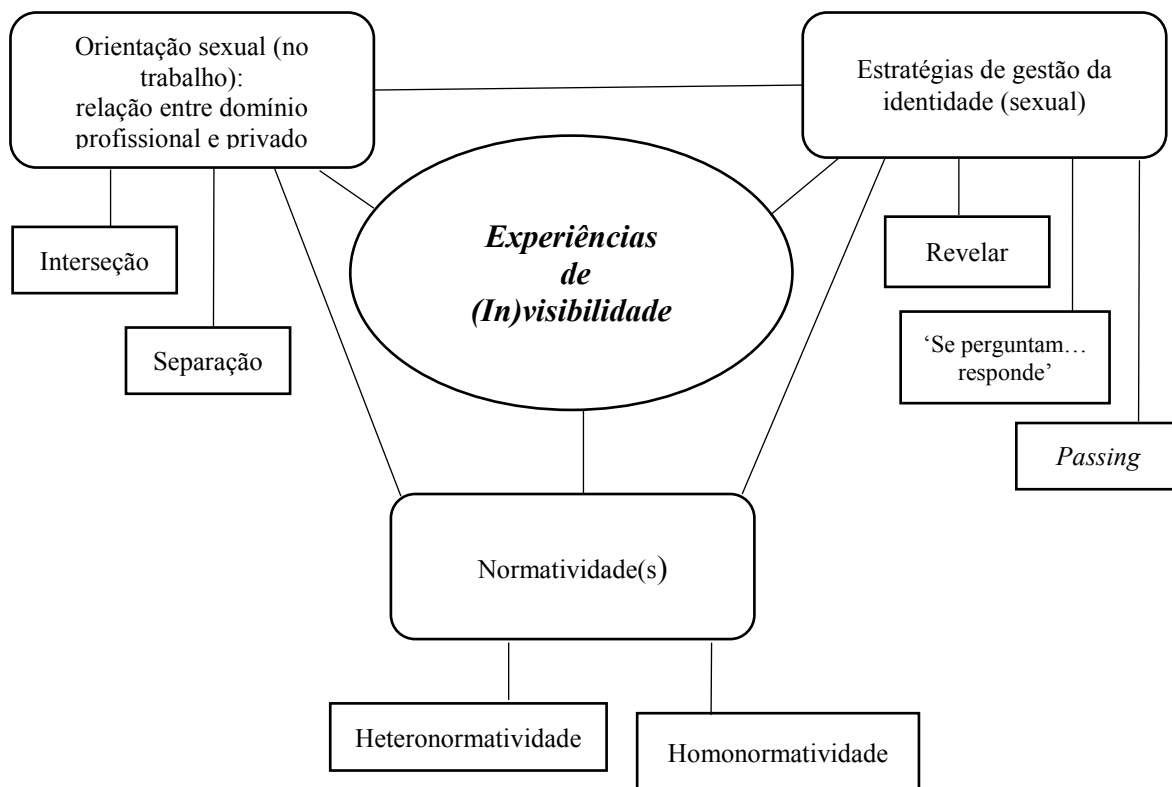 Orientação sexual (no
trabalho):
relação entre domínio
profissional e privado
Estratégias de gestão da
identidade (sexual)
Experiências
de
(In)visibilidade
Interseção
Separação
Revelar
‘Se perguntam…
responde’
Passing
Normatividade(s)
Heteronormatividade
Homonormatividade